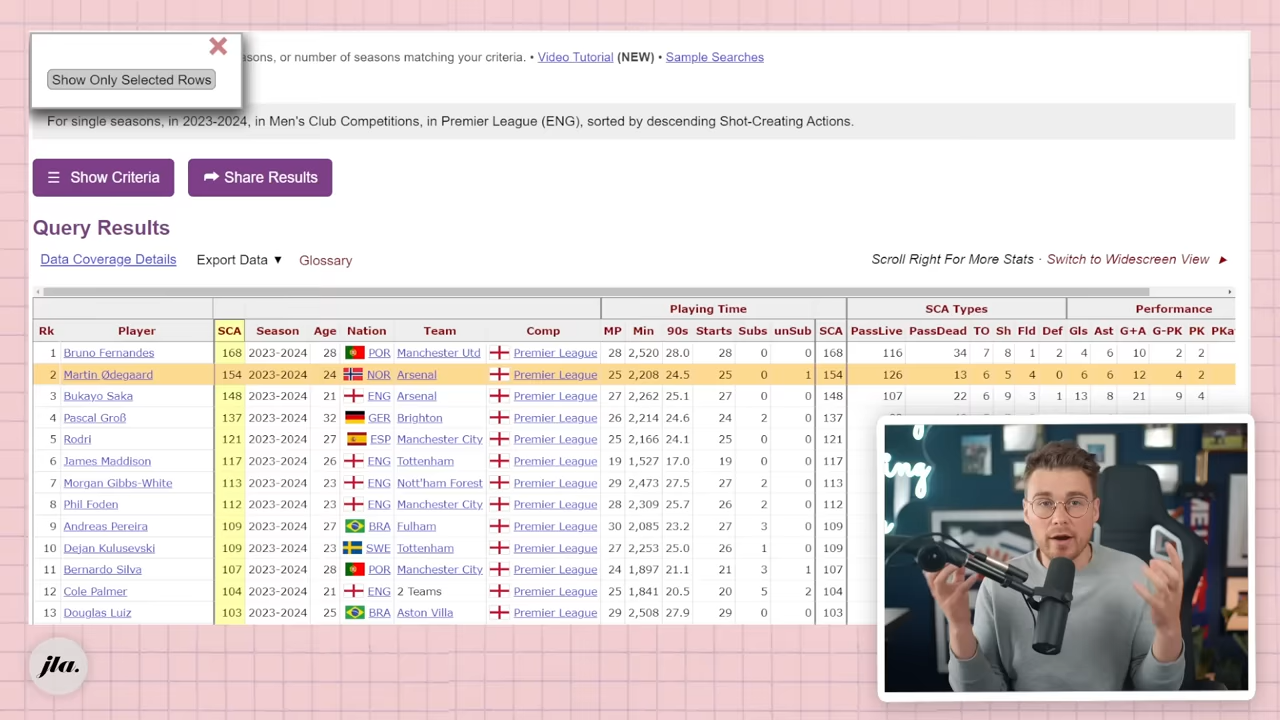 Show Only Selected Rows
asons, or number of seasons matching your criteria. • Video Tutorial (NEW) • Sample Searches
For single seasons, in 2023-2024, in Men's Club Competitions, in Premier League (ENG), sorted by descending Shot-Creating Actions.
Show Criteria Share Results
Query Results
Data Coverage Details Export Data ▼ Glossary Scroll Right For More Stats · Switch to Widescreen View ►
Playing Time SCA Types Performance
Rk Player SCA Season Age Nation Team Comp MP Min 90s Starts Subs unSub SCA PassLive PassDead TO Sh Fld Def Gls Ast G+A G-PK PK PKa
1 Bruno Fernandes 168 2023-2024 28 POR Manchester Utd Premier League 28 2,520 28.0 28 0 0 168 116 34 7 8 1 2 4 6 10 2 2
2 Martin Ødegaard 154 2023-2024 24 NOR Arsenal Premier League 25 2,208 24.5 25 0 1 154 126 13 6 5 4 0 6 6 12 4 2
3 Bukayo Saka 148 2023-2024 21 ENG Arsenal Premier League 27 2,262 25.1 27 0 0 148 107 22 6 9 3 1 13 8 21 9 4
4 Pascal Groß 137 2023-2024 32 GER Brighton Premier League 26 2,214 24.6 24 2 0 137
5 Rodri 121 2023-2024 27 ESP Manchester City Premier League 25 2,166 24.1 25 0 0 121
6 James Maddison 117 2023-2024 26 ENG Tottenham Premier League 19 1,527 17.0 19 0 0 117
7 Morgan Gibbs-White 113 2023-2024 23 ENG Nott'ham Forest Premier League 29 2,473 27.5 27 2 0 113
8 Phil Foden 112 2023-2024 23 ENG Manchester City Premier League 28 2,309 25.7 26 2 0 112
9 Andreas Pereira 109 2023-2024 27 BRA Fulham Premier League 30 2,085 23.2 27 3 0 109
10 Dejan Kulusevski 109 2023-2024 23 SWE Tottenham Premier League 27 2,253 25.0 26 1 0 109
11 Bernardo Silva 107 2023-2024 28 POR Manchester City Premier League 24 1,897 21.1 21 3 1 107
12 Cole Palmer 104 2023-2024 21 ENG 2 Teams Premier League 25 1,841 20.5 20 5 2 104
13 Douglas Luiz 103 2023-2024 25 BRA Aston Villa Premier League 29 2,508 27.9 29 0 0 103
jla.